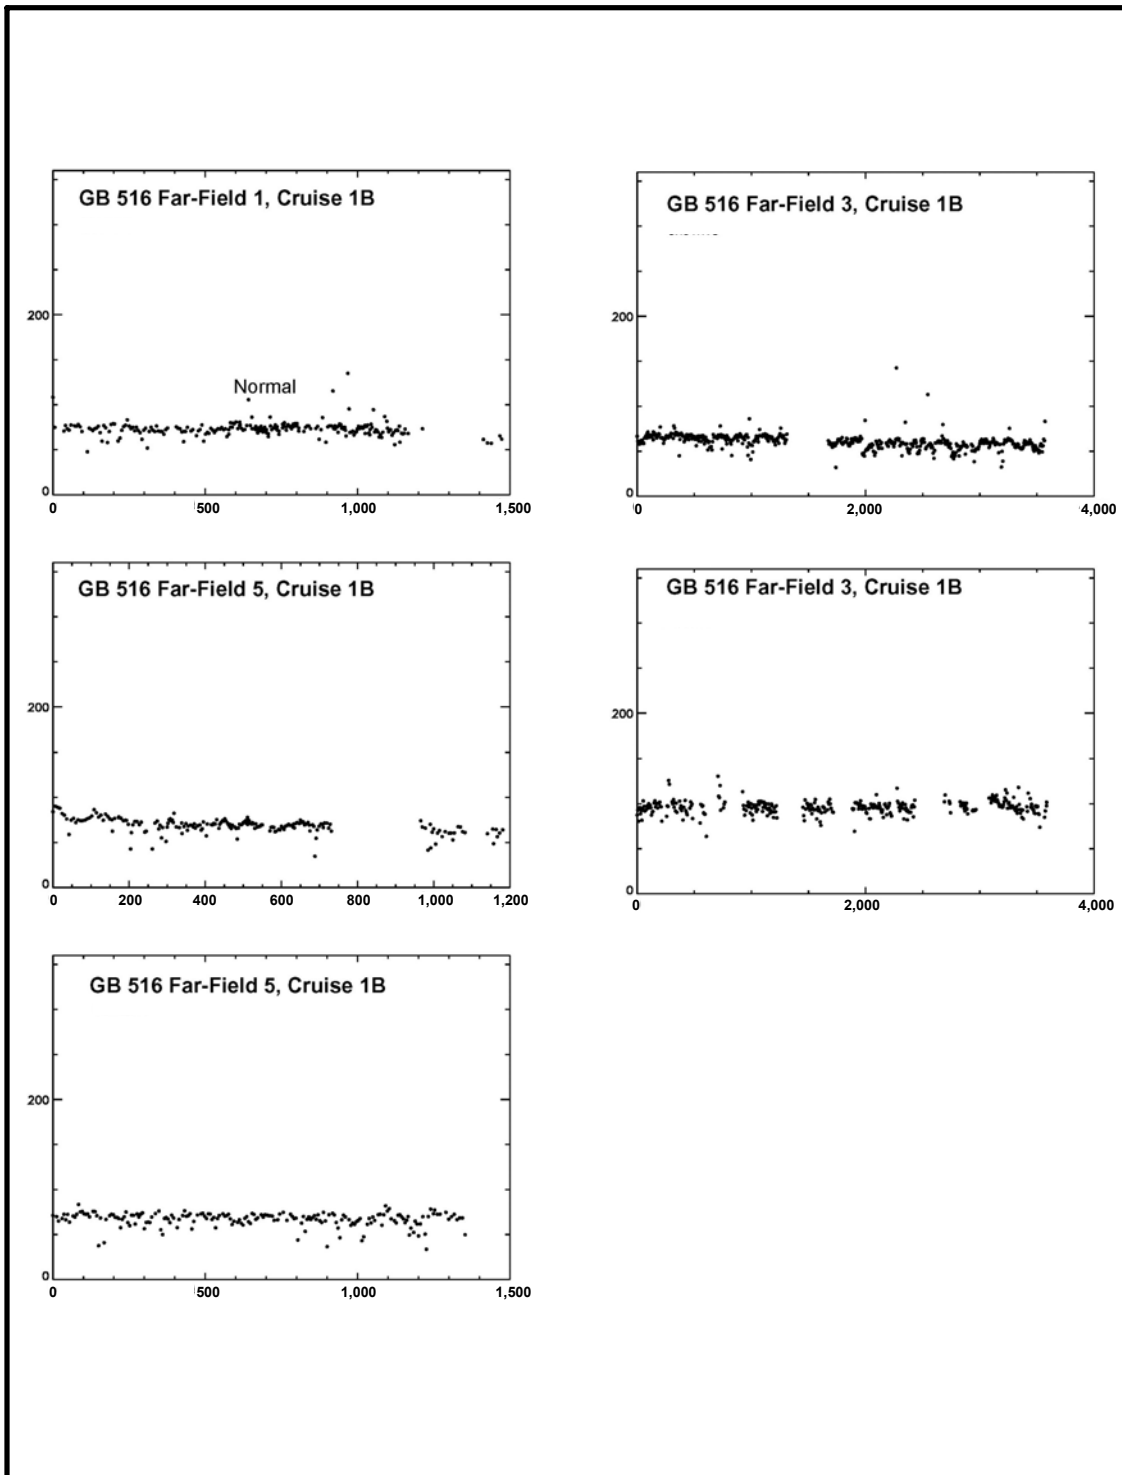 GB 516 Far-Field 1, Cruise 1B
200
Normal
0
0 500 1,000 1,500
GB 516 Far-Field 3, Cruise 1B
200
0
0 2,000 4,000
GB 516 Far-Field 5, Cruise 1B
200
0
0 200 400 600 800 1,000 1,200
GB 516 Far-Field 3, Cruise 1B
200
0
0 2,000 4,000
GB 516 Far-Field 5, Cruise 1B
200
0
0 500 1,000 1,500